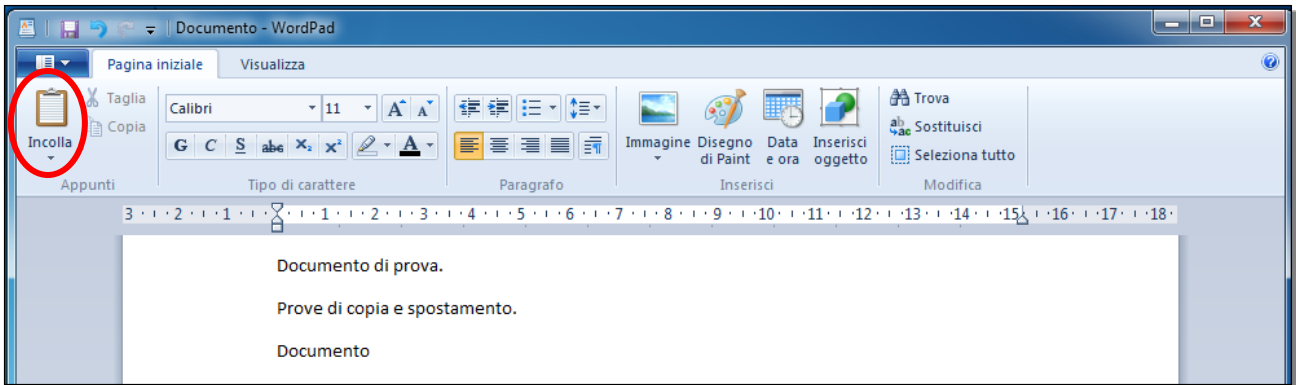 Documento - WordPad
Pagina iniziale Visualizza
Incolla
Taglia
Copia
Appunti
Calibri 11
G C S abc X₂ x²
Tipo di carattere
Paragrafo
Immagine
Disegno di Paint
Data e ora
Inserisci oggetto
Inserisci
Trova
Sostituisci
Seleziona tutto
Modifica
3 2 1 1 2 3 4 5 6 7 8 9 10 11 12 13 14 15 16 17 18
Documento di prova.
Prove di copia e spostamento.
Documento